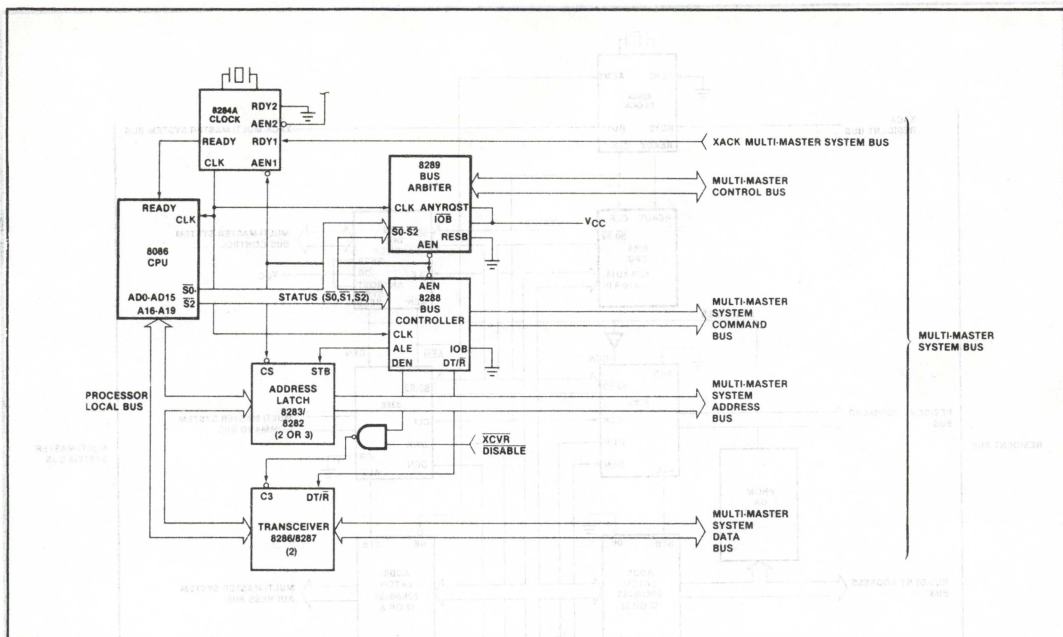 8284A
CLOCK
RDY2
AEN2
READY
RDY1
CLK
AEN1
XACK MULTI-MASTER SYSTEM BUS
8289
BUS
ARBITER
CLK
ANYRQST
IOB
S0-S2
RESB
AEN
MULTI-MASTER
CONTROL BUS
VCC
READY
CLK
8086
CPU
AD0-AD15
A16-A19
S0-
S2
STATUS (S0,S1,S2)
AEN
8288
BUS
CONTROLLER
CLK
ALE
IOB
DEN
DT/R
MULTI-MASTER
SYSTEM
COMMAND
BUS
MULTI-MASTER
SYSTEM BUS
PROCESSOR
LOCAL BUS
CS
STB
ADDRESS
LATCH
8283/
8282
(2 OR 3)
MULTI-MASTER
SYSTEM
ADDRESS
BUS
XCVR
DISABLE
C3
DT/R
TRANSCEIVER
8286/8287
(2)
MULTI-MASTER
SYSTEM
DATA
BUS